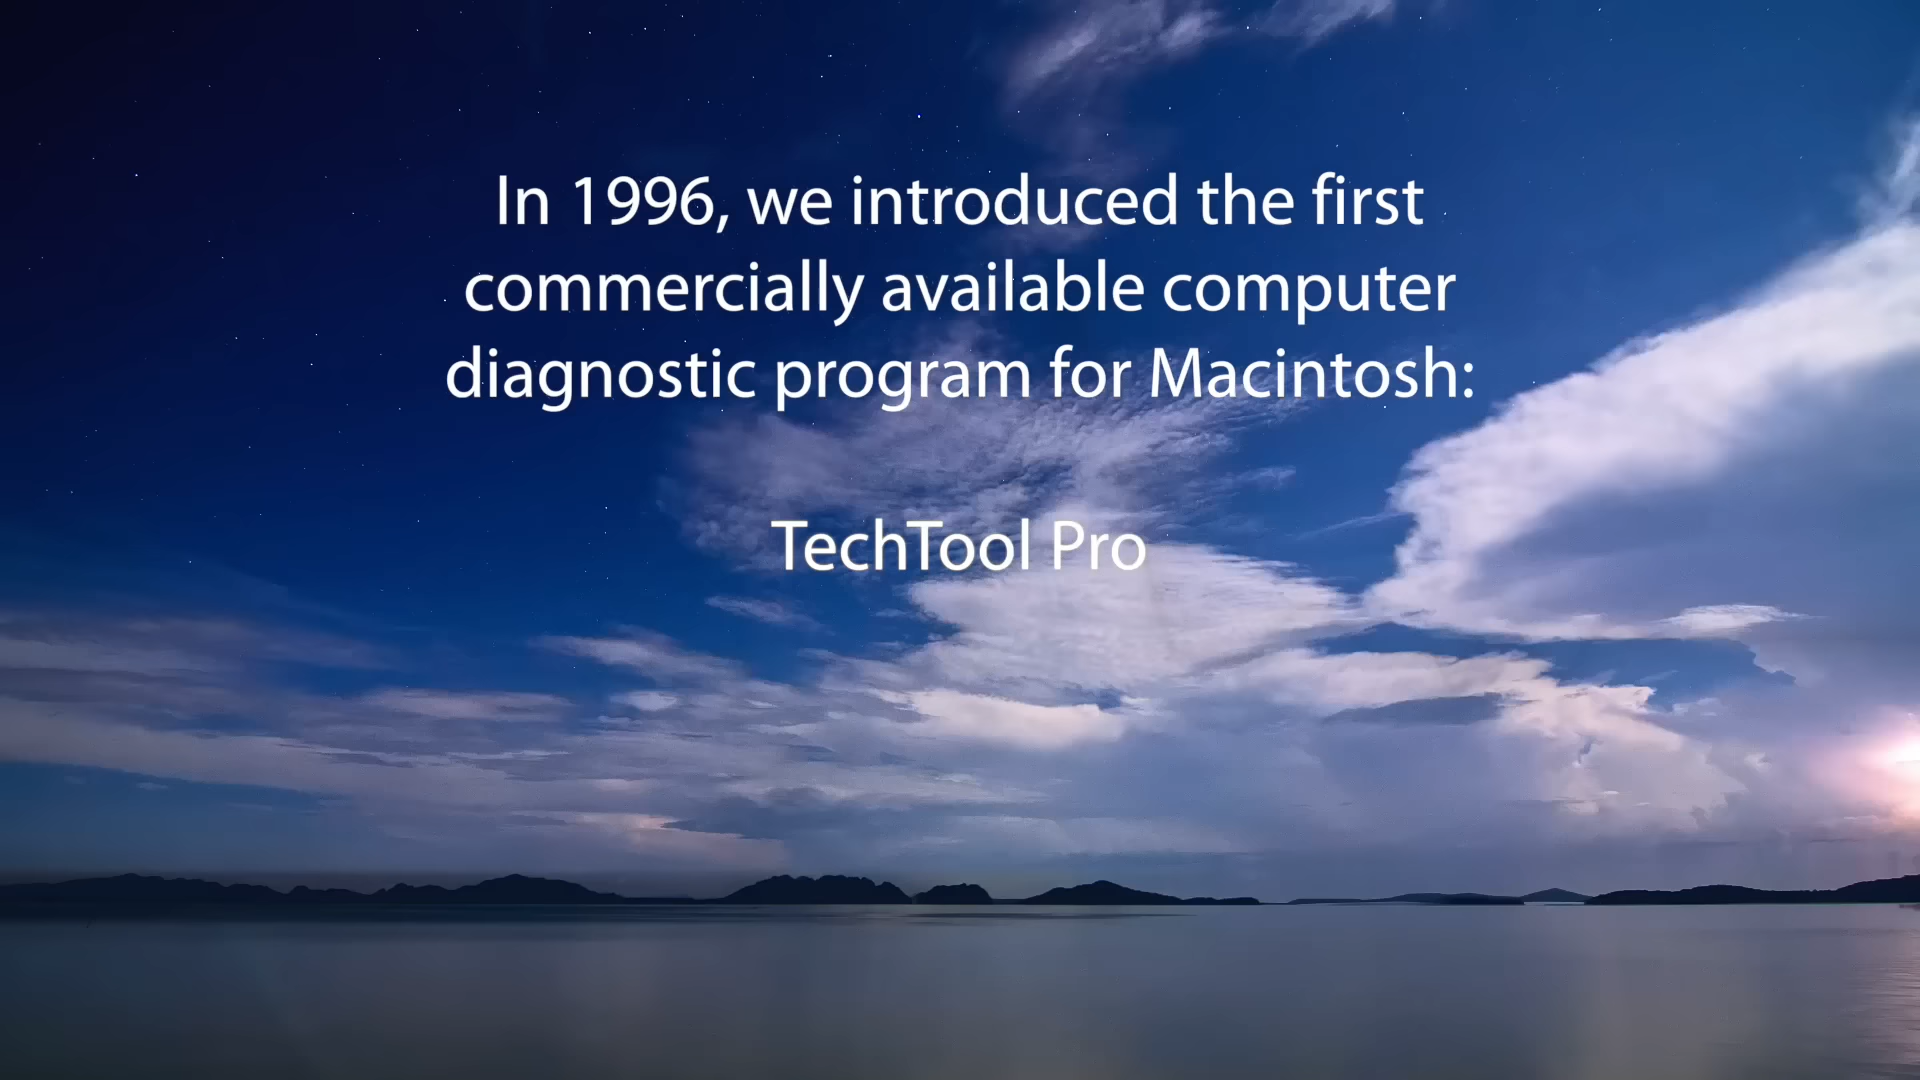 In 1996, we introduced the first
commercially available computer
diagnostic program for Macintosh:
TechTool Pro